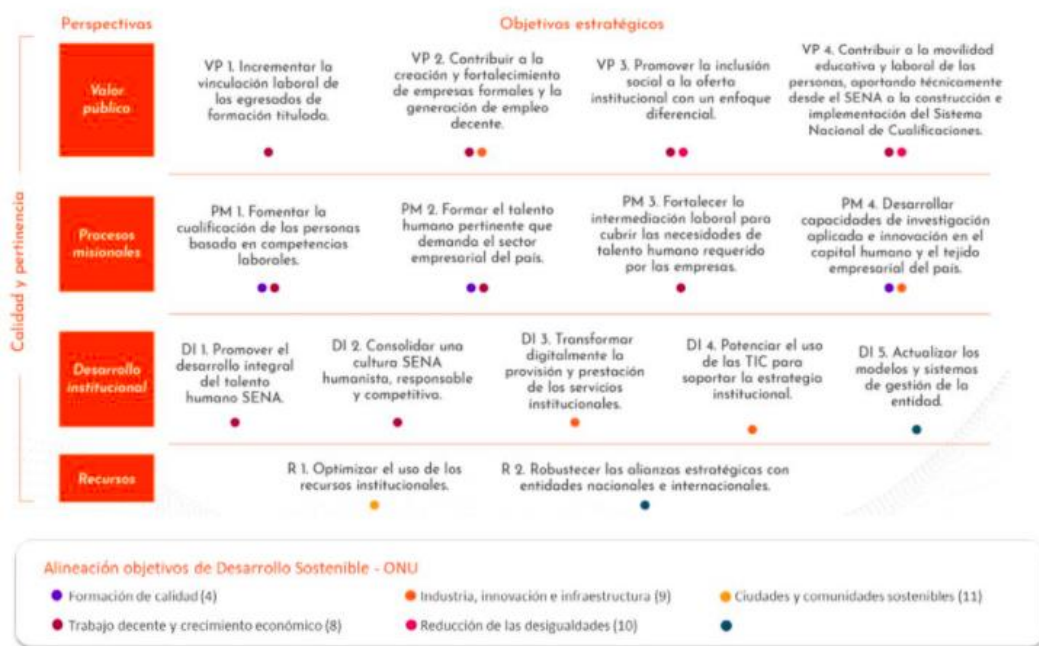 Perspectivas
Objetivos estratégicos
Calidad y pertinencia
Valor
público
VP 1. Incrementar la
vinculación laboral de
los egresados de
formación titulada.
VP 2. Contribuir a la
creación y fortalecimiento
de empresas formales y la
generación de empleo
decente.
VP 3. Promover la inclusión
social a la oferta
institucional con un enfoque
diferencial.
VP 4. Contribuir a la movilidad
educativa y laboral de las
personas, aportando técnicamente
desde el SENA a la construcción e
implementación del Sistema
Nacional de Cualificaciones.
Procesos
misionales
PM 1. Fomentar la
cualificación de las personas
basada en competencias
laborales.
PM 2. Formar el talento
humano pertinente que
demanda el sector
empresarial del país.
PM 3. Fortalecer la
intermediación laboral para
cubrir las necesidades de
talento humano requerido
por las empresas.
PM 4. Desarrollar
capacidades de investigación
aplicada e innovación en el
capital humano y el tejido
empresarial del país.
Desarrollo
institucional
DI 1. Promover el
desarrollo integral
del talento
humano SENA.
DI 2. Consolidar una
cultura SENA
humanista, responsable
y competitiva.
DI 3. Transformar
digitalmente la
provisión y prestación
de los servicios
institucionales.
DI 4. Potenciar el uso
de las TIC para
soportar la estrategia
institucional.
DI 5. Actualizar los
modelos y sistemas
de gestión de la
entidad.
Recursos
R 1. Optimizar el uso de los
recursos institucionales.
R 2. Robustecer las alianzas estratégicas con
entidades nacionales e internacionales.
Alineación objetivos de Desarrollo Sostenible - ONU
Formación de calidad (4)
Industria, innovación e infraestructura (9)
Ciudades y comunidades sostenibles (11)
Trabajo decente y crecimiento económico (8)
Reducción de las desigualdades (10)